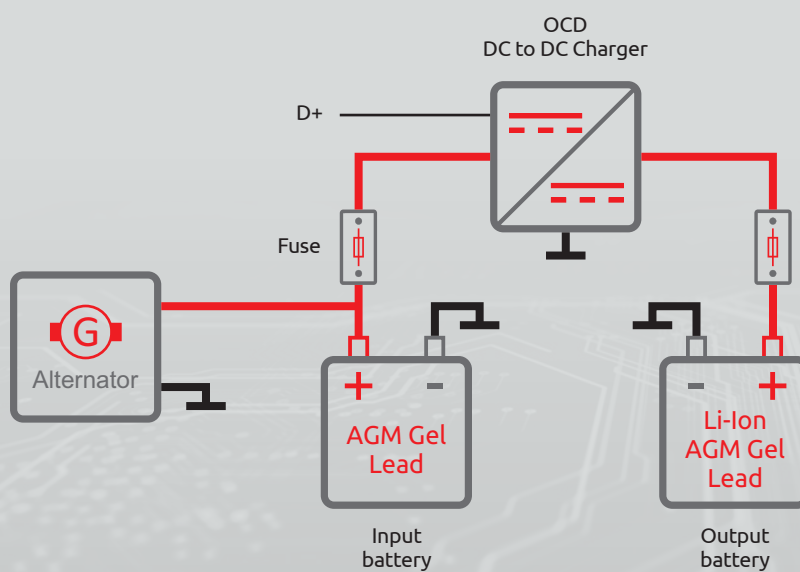 OCD
DC to DC Charger
D+
Fuse
G
Alternator
+
-
AGM Gel
Lead
-
+
Li-Ion
AGM Gel
Lead
Input
battery
Output
battery